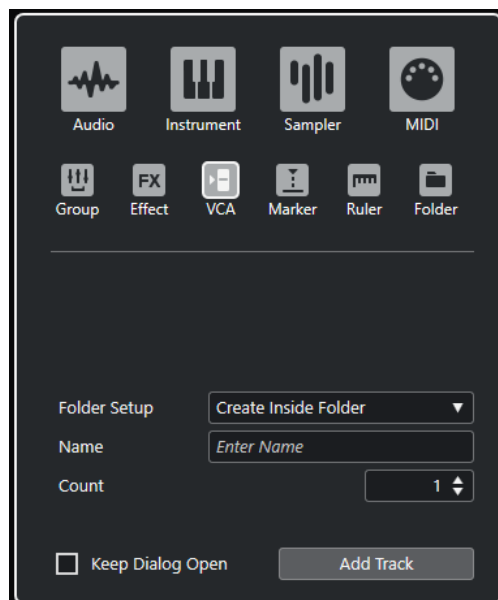 Audio Instrument Sampler MIDI
FX
Group Effect VCA Marker Ruler Folder
Folder Setup Create Inside Folder
Name Enter Name
Count 1
Keep Dialog Open Add Track